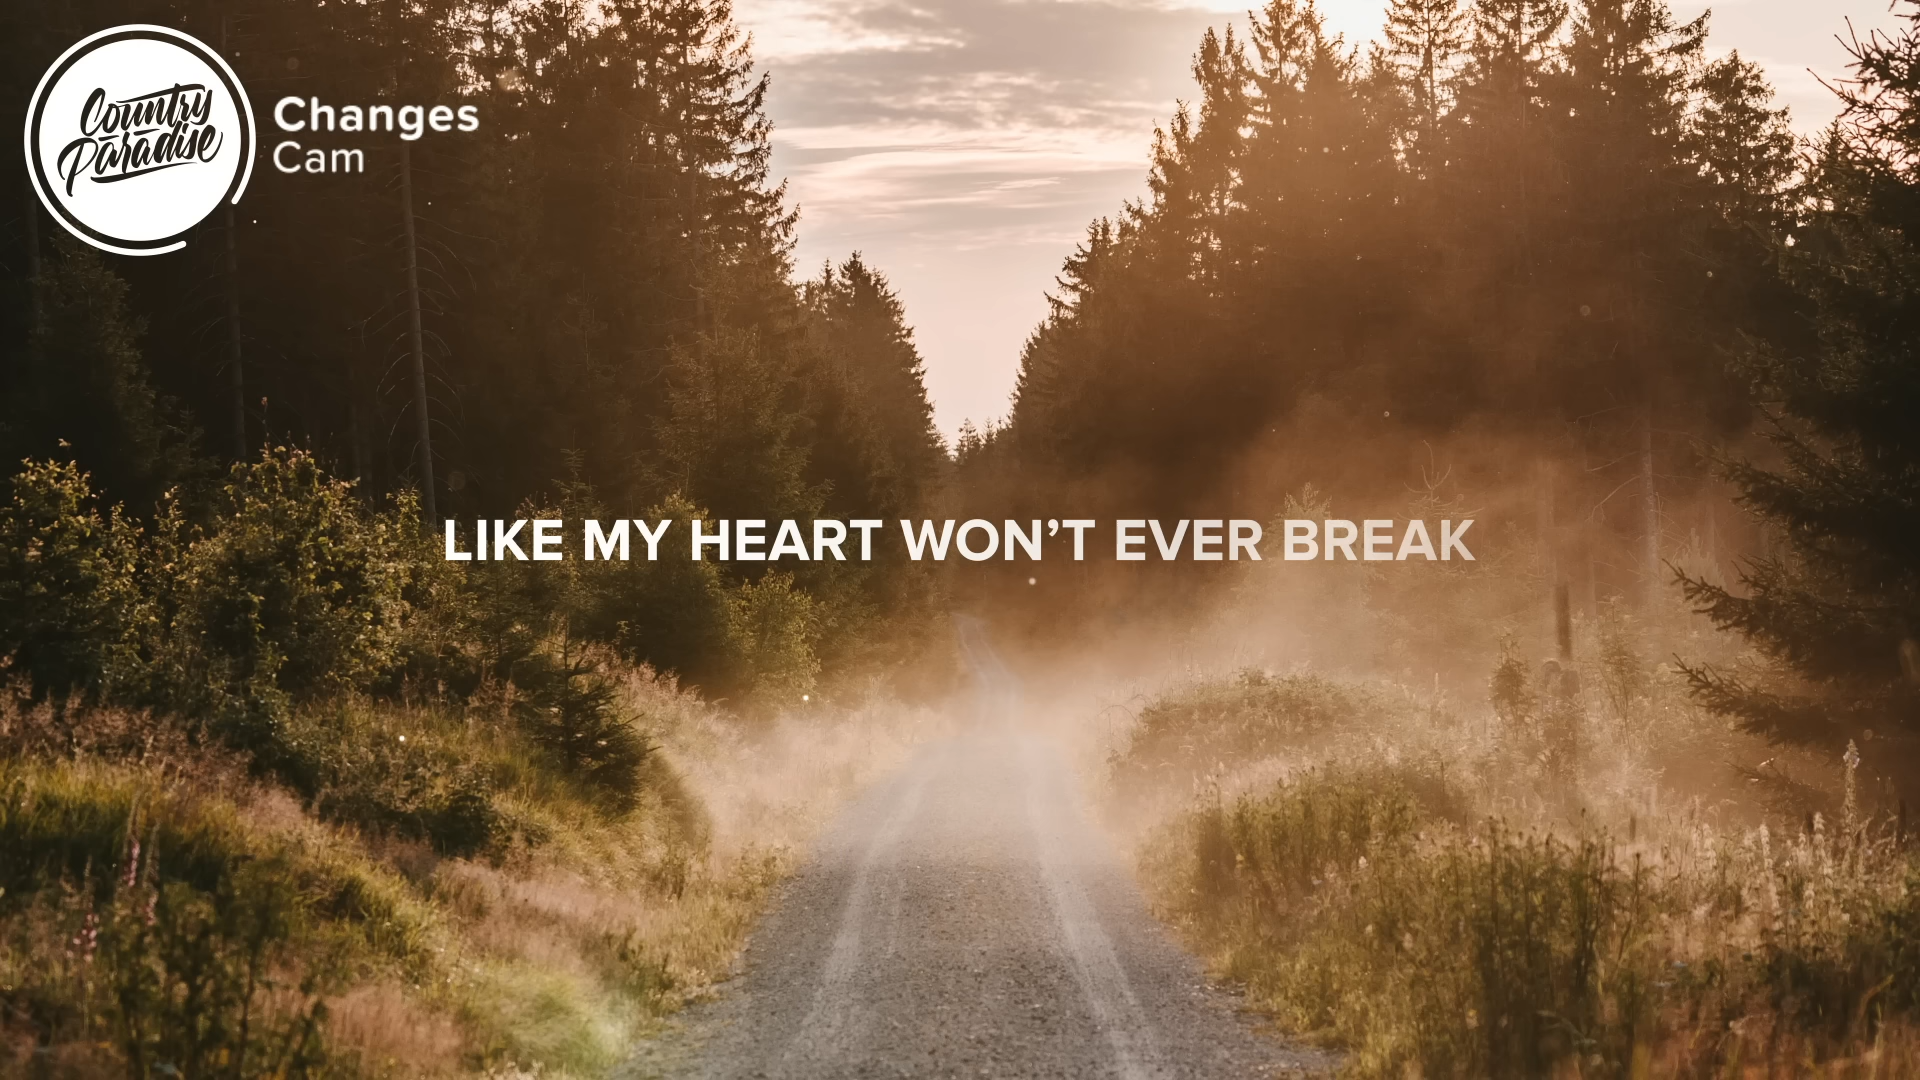 Country
Paradise
Changes
Cam
LIKE MY HEART WON’T EVER BREAK